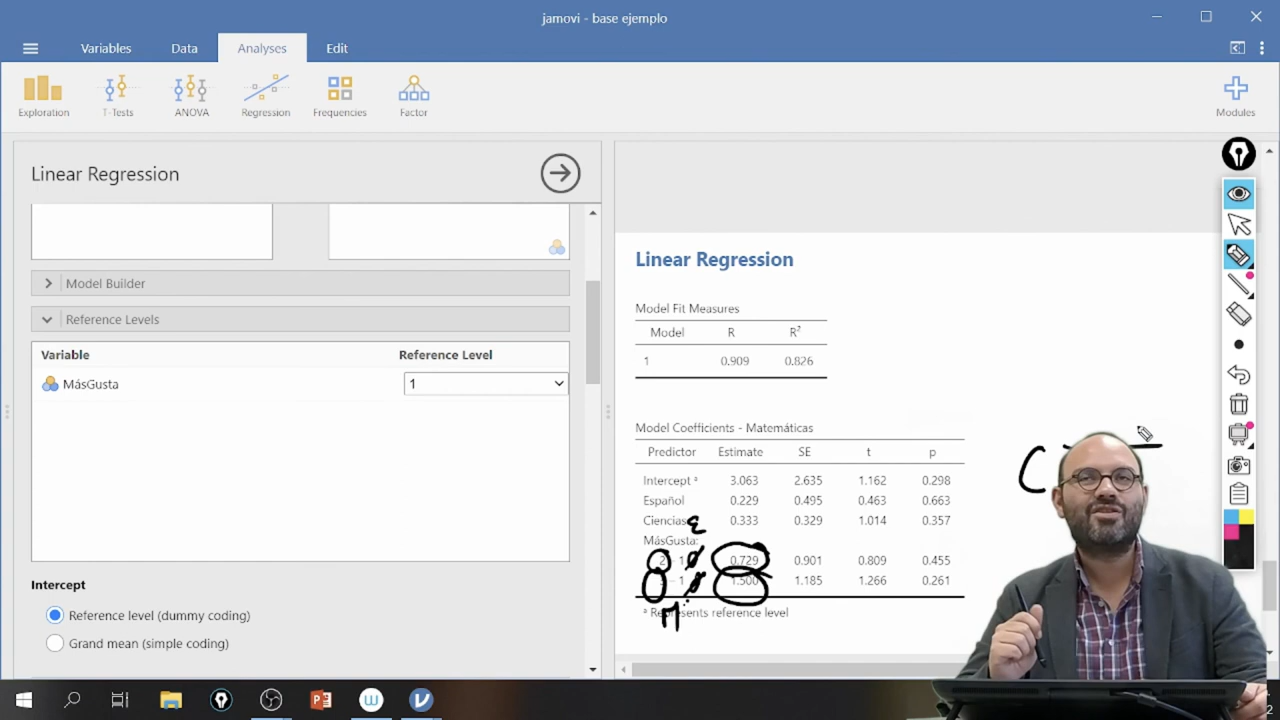 jamovi - base ejemplo
Variables Data Analyses Edit
Exploration T-Tests ANOVA Regression Frequencies Factor Modules
Linear Regression
Model Builder
Reference Levels
Variable Reference Level
MásGusta 1
Intercept
Reference level (dummy coding)
Grand mean (simple coding)
Linear Regression
Model Fit Measures
Model R R²
1 0.909 0.826
Model Coefficients - Matemáticas
Predictor Estimate SE t p
Intercept ᵃ 3.063 2.635 1.162 0.298
Español 0.229 0.495 0.463 0.663
Ciencias 0.333 0.329 1.014 0.357
MásGusta:
1 0.729 0.901 0.809 0.455
1 1.500 1.185 1.266 0.261
ᵃ Represents reference level
C